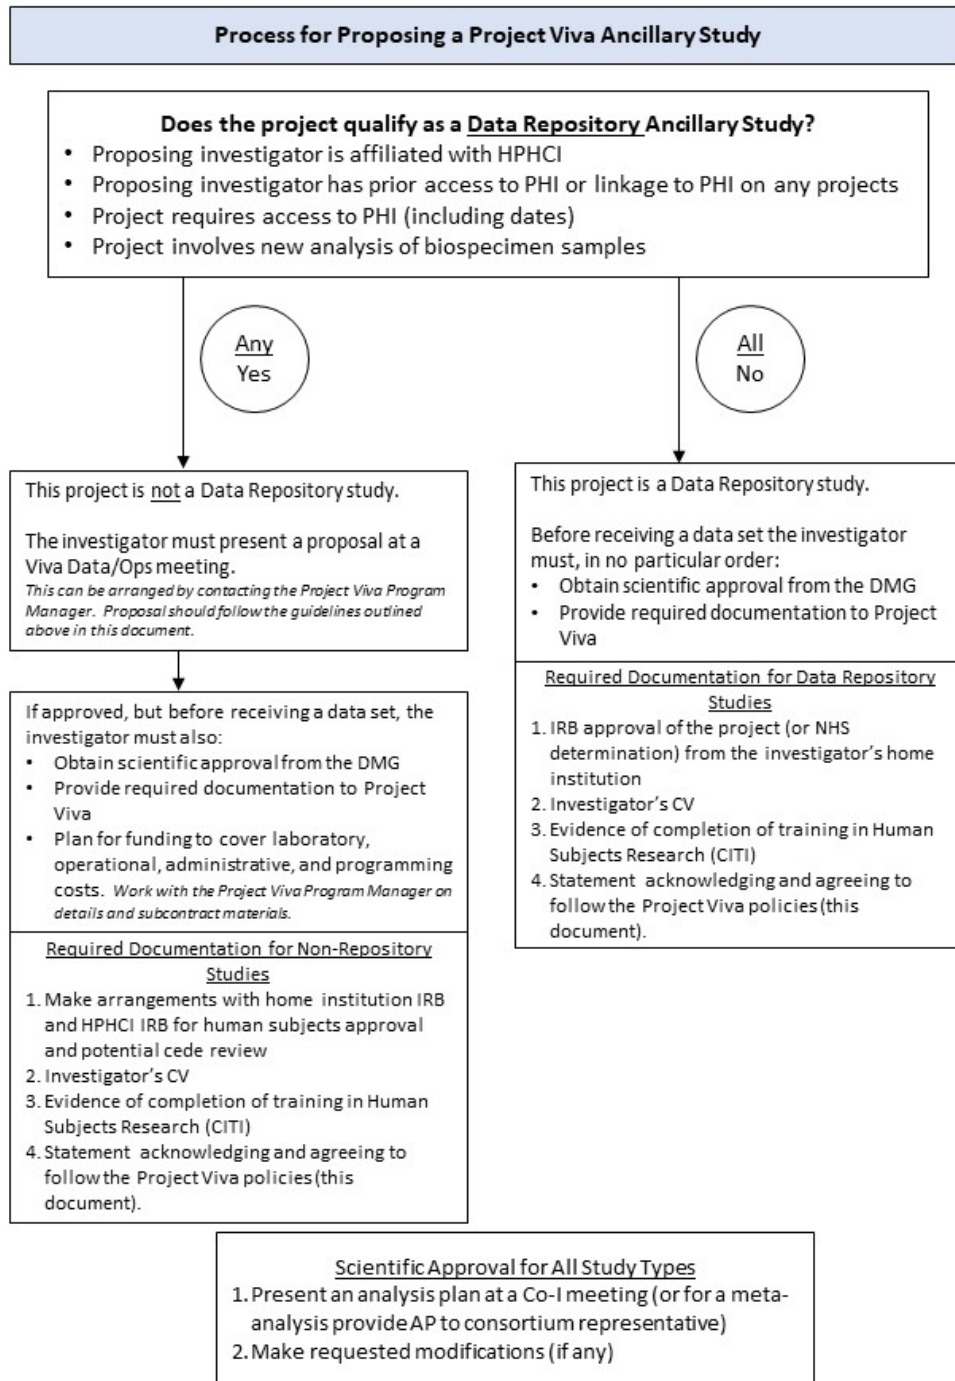 Process for Proposing a Project Viva Ancillary Study
Does the project qualify as a Data Repository Ancillary Study?
• Proposing investigator is affiliated with HPHCI
• Proposing investigator has prior access to PHI or linkage to PHI on any projects
• Project requires access to PHI (including dates)
• Project involves new analysis of biospecimen samples
Any
Yes
All
No
This project is not a Data Repository study.
The investigator must present a proposal at a
Viva Data/Ops meeting.
This can be arranged by contacting the Project Viva Program
Manager. Proposal should follow the guidelines outlined
above in this document.
If approved, but before receiving a data set, the
investigator must also:
• Obtain scientific approval from the DMG
• Provide required documentation to Project
Viva
• Plan for funding to cover laboratory,
operational, administrative, and programming
costs. Work with the Project Viva Program Manager on
details and subcontract materials.
Required Documentation for Non-Repository
Studies
1. Make arrangements with home institution IRB
and HPHCI IRB for human subjects approval
and potential cede review
2. Investigator's CV
3. Evidence of completion of training in Human
Subjects Research (CITI)
4. Statement acknowledging and agreeing to
follow the Project Viva policies (this
document).
This project is a Data Repository study.
Before receiving a data set the investigator
must, in no particular order:
• Obtain scientific approval from the DMG
• Provide required documentation to Project
Viva
Required Documentation for Data Repository
Studies
1. IRB approval of the project (or NHS
determination) from the investigator's home
institution
2. Investigator's CV
3. Evidence of completion of training in Human
Subjects Research (CITI)
4. Statement acknowledging and agreeing to
follow the Project Viva policies (this
document).
Scientific Approval for All Study Types
1. Present an analysis plan at a Co-I meeting (or for a meta-
analysis provide AP to consortium representative)
2. Make requested modifications (if any)